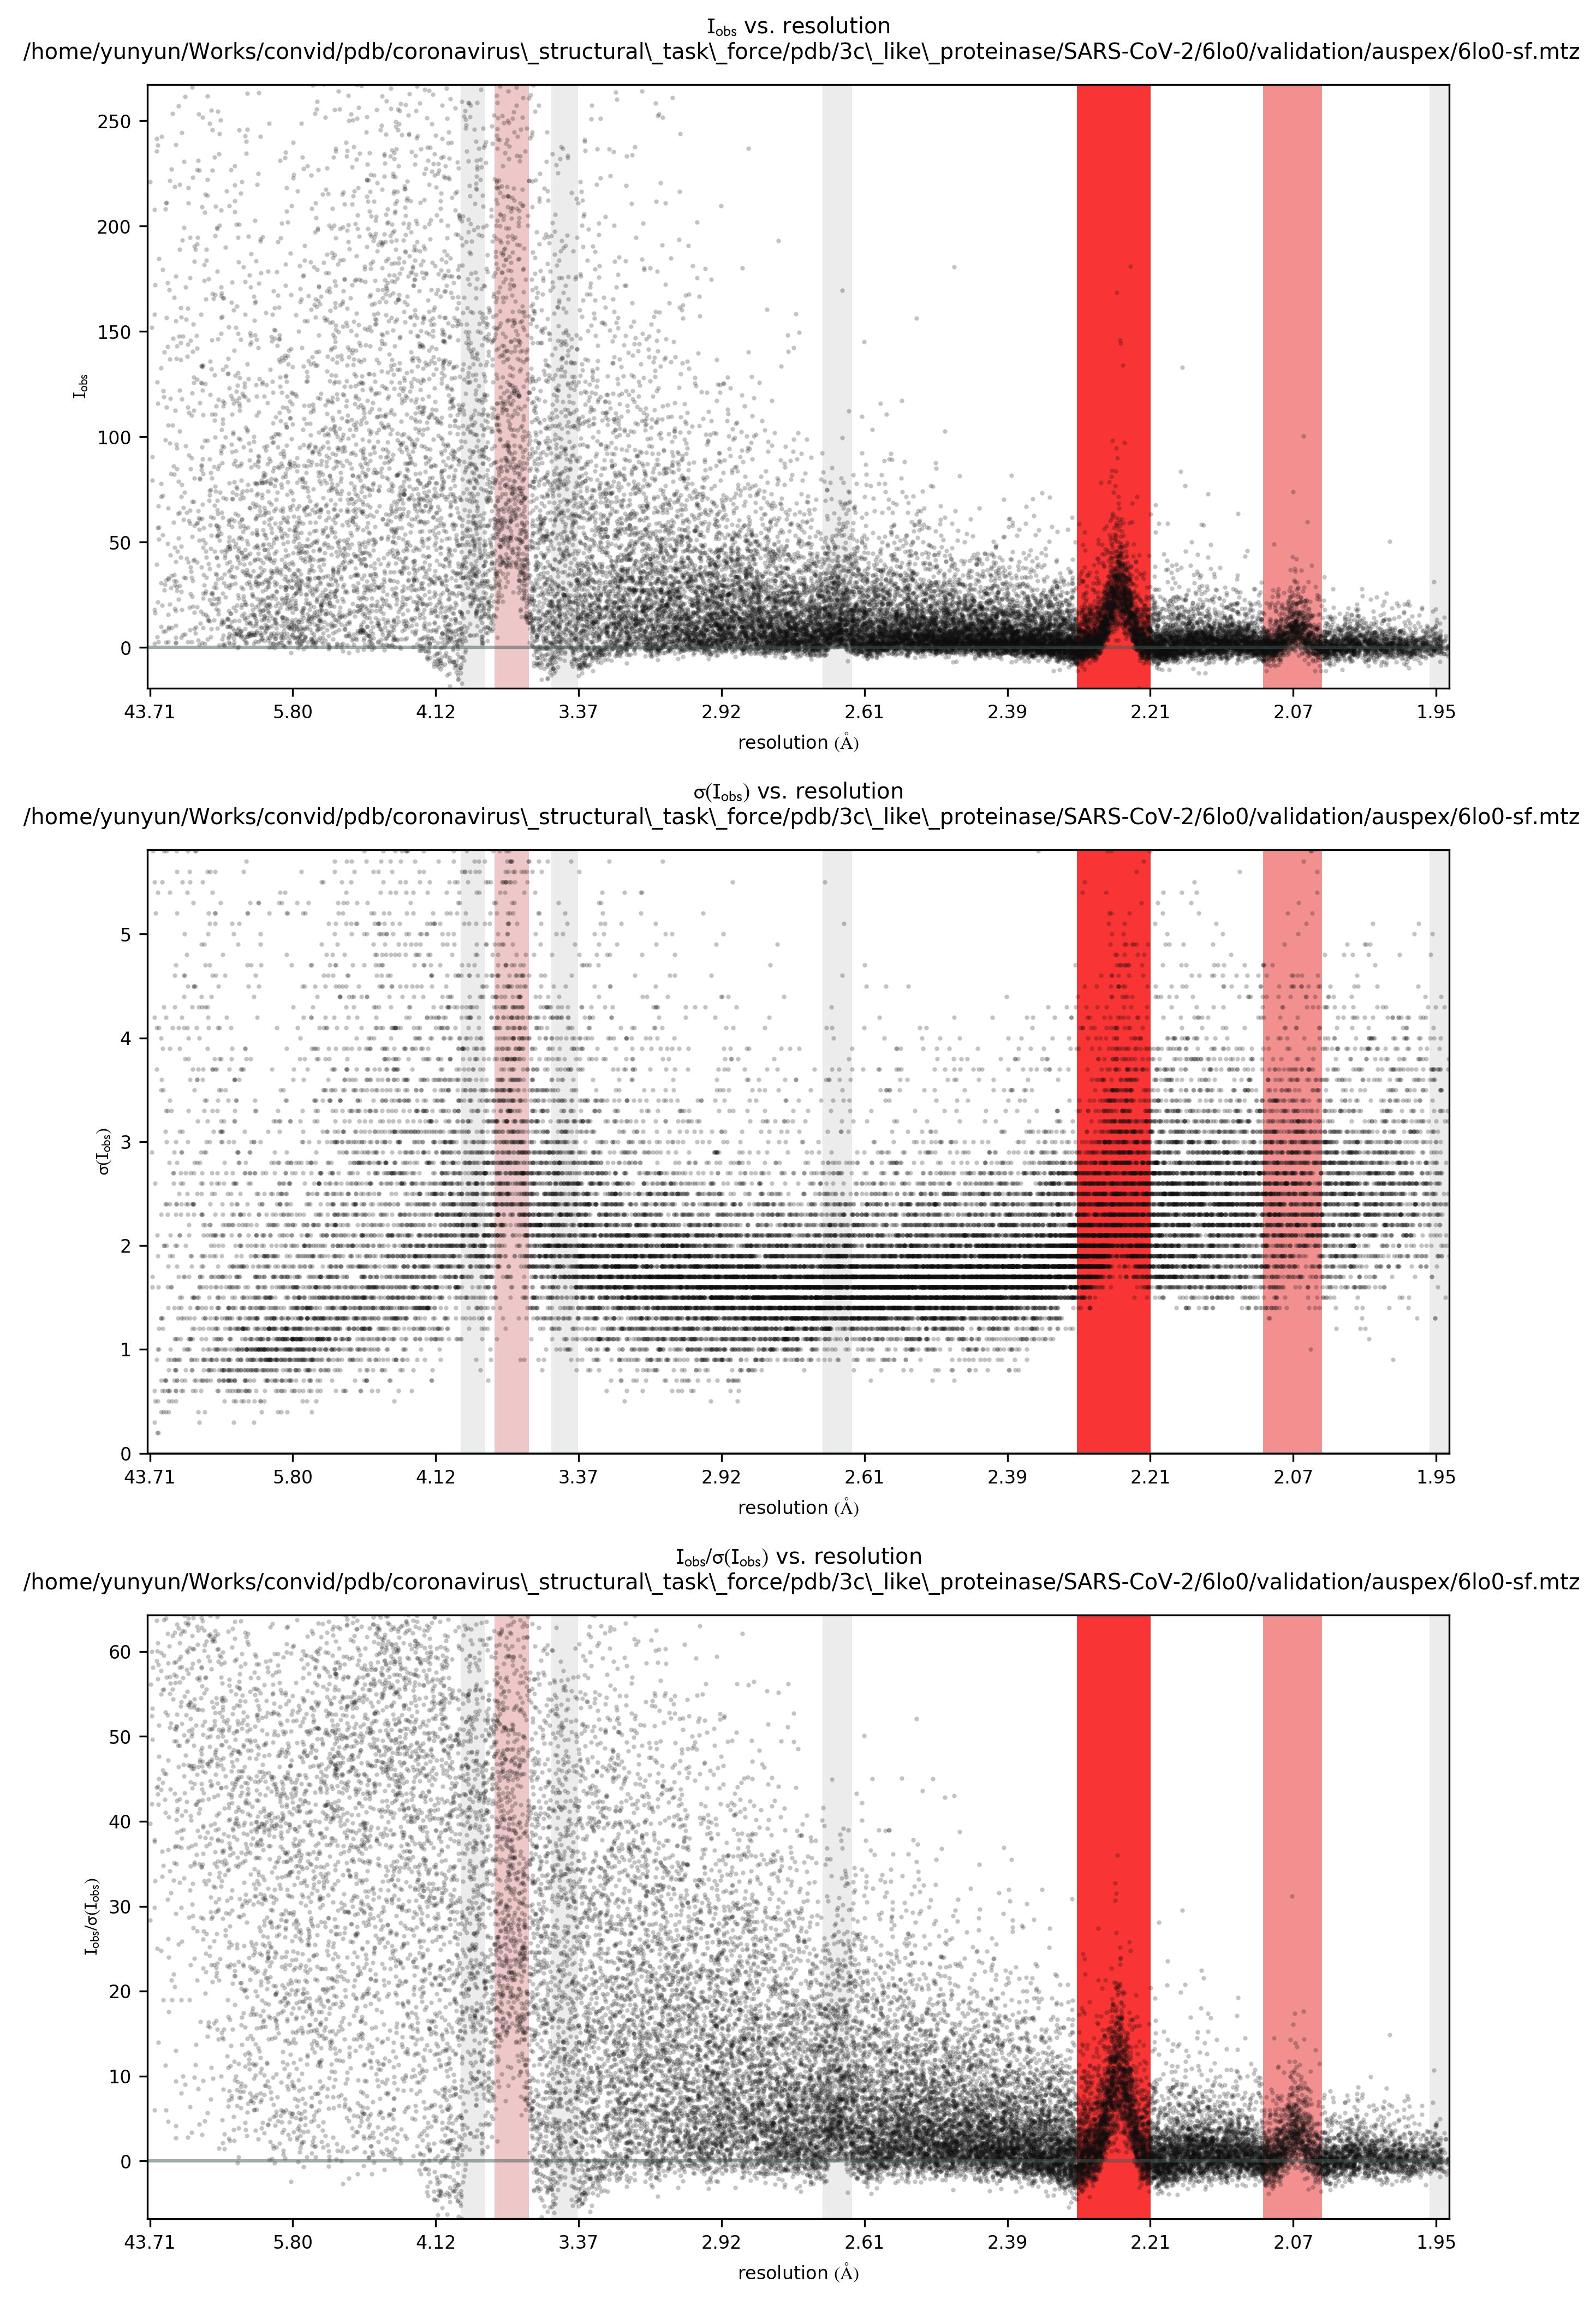 I_obs vs. resolution
/home/yunyun/Works/convid/pdb/coronavirus\_structural\_task\_force/pdb/3c\_like\_proteinase/SARS-CoV-2/6lo0/validation/auspex/6lo0-sf.mtz
250
200
150
100
50
0
I_obs
43.71 5.80 4.12 3.37 2.92 2.61 2.39 2.21 2.07 1.95
resolution (Å)
σ(I_obs) vs. resolution
/home/yunyun/Works/convid/pdb/coronavirus\_structural\_task\_force/pdb/3c\_like\_proteinase/SARS-CoV-2/6lo0/validation/auspex/6lo0-sf.mtz
5
4
3
2
1
0
σ(I_obs)
43.71 5.80 4.12 3.37 2.92 2.61 2.39 2.21 2.07 1.95
resolution (Å)
I_obs/σ(I_obs) vs. resolution
/home/yunyun/Works/convid/pdb/coronavirus\_structural\_task\_force/pdb/3c\_like\_proteinase/SARS-CoV-2/6lo0/validation/auspex/6lo0-sf.mtz
60
50
40
30
20
10
0
I_obs/σ(I_obs)
43.71 5.80 4.12 3.37 2.92 2.61 2.39 2.21 2.07 1.95
resolution (Å)